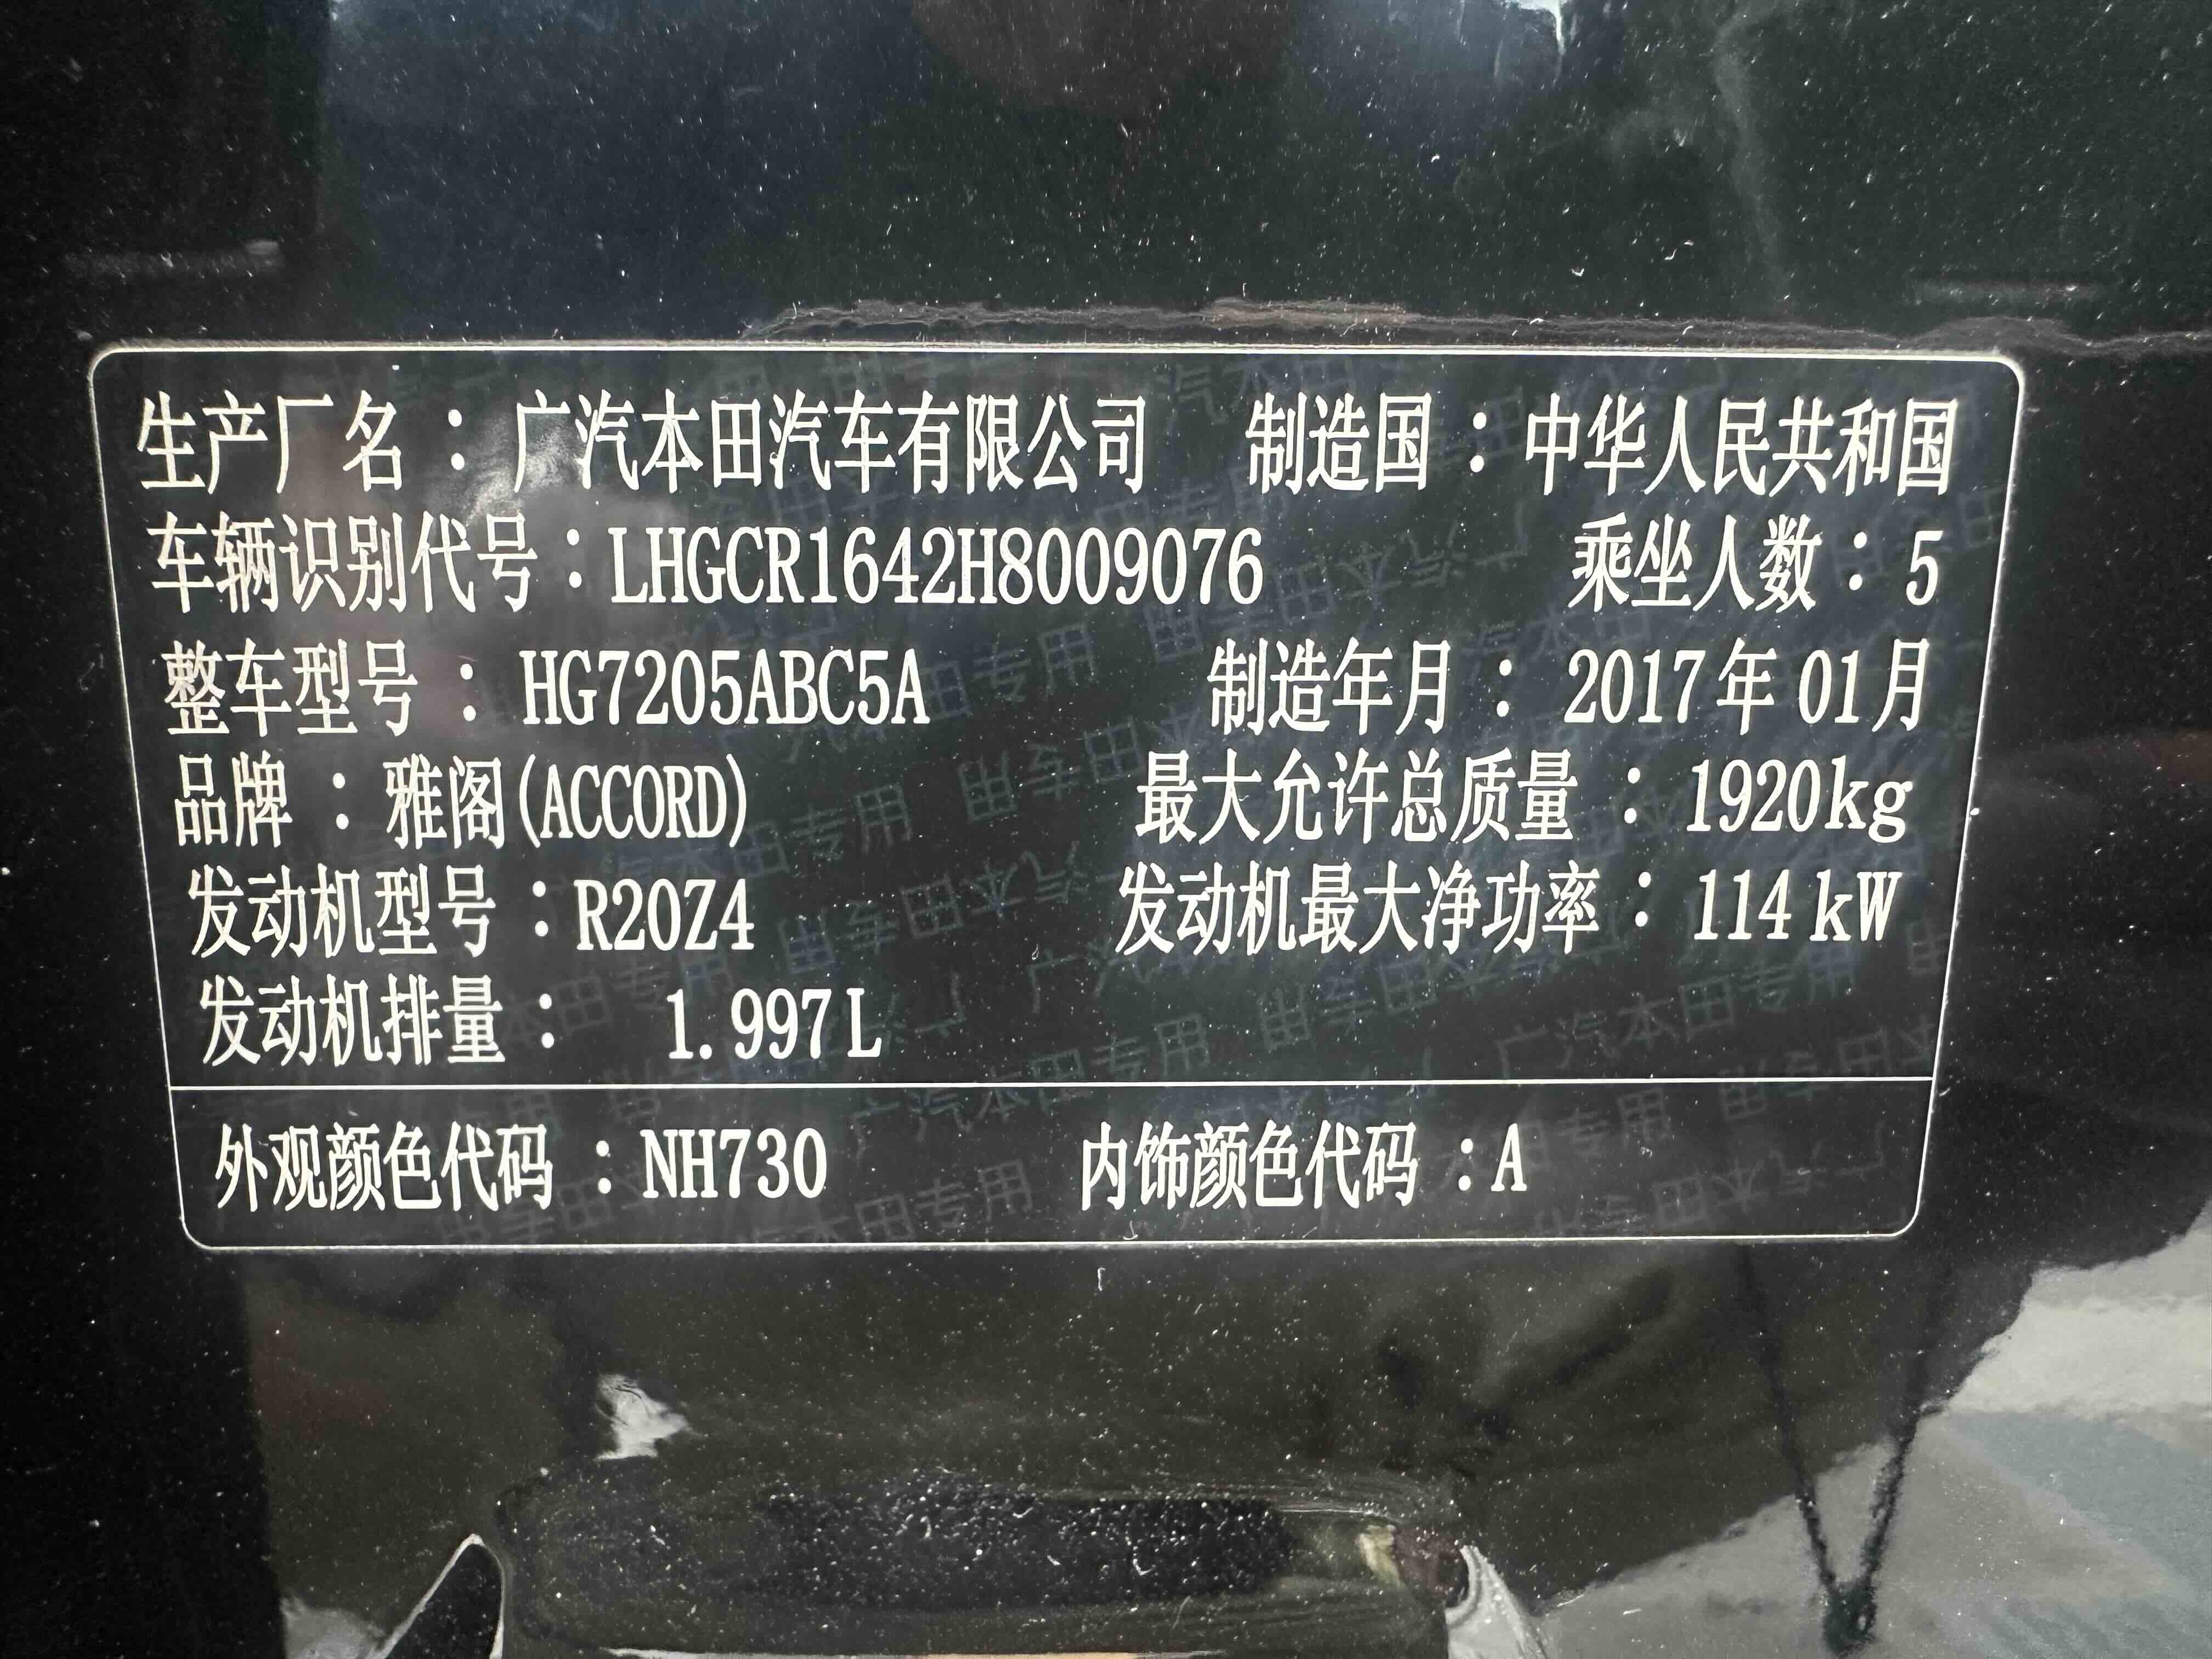 生产厂名：广汽本田汽车有限公司 制造国：中华人民共和国
车辆识别代号：LHGCR1642H8009076 乘坐人数：5
整车型号：HG7205ABC5A 制造年月：2017年01月
品牌：雅阁(ACCORD) 最大允许总质量：1920kg
发动机型号：R20Z4 发动机最大净功率：114kW
发动机排量：1.997L
外观颜色代码：NH730 内饰颜色代码：A